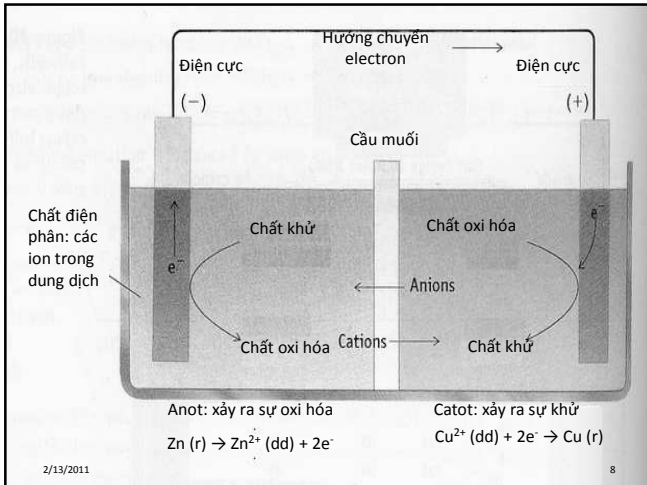 Hướng chuyển
electron
Điện cực
Điện cực
(−)
(+)
Cầu muối
Chất điện
phân: các
ion trong
dung dịch
e⁻
Chất khử
Chất oxi hóa
e⁻
Anions
Chất oxi hóa
Cations
Chất khử
Anot: xảy ra sự oxi hóa
Zn (r) → Zn²⁺ (dd) + 2e⁻
Catot: xảy ra sự khử
Cu²⁺ (dd) + 2e⁻ → Cu (r)
2/13/2011
8